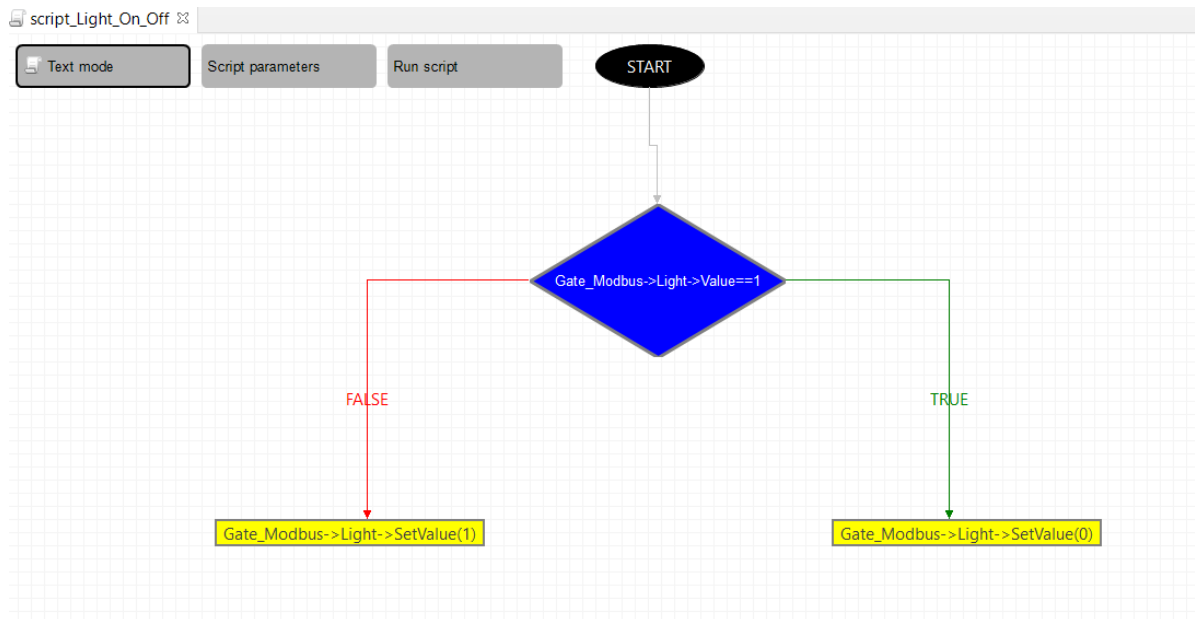 script_Light_On_Off
Text mode
Script parameters
Run script
START
Gate_Modbus->Light->Value==1
FALSE
TRUE
Gate_Modbus->Light->SetValue(1)
Gate_Modbus->Light->SetValue(0)